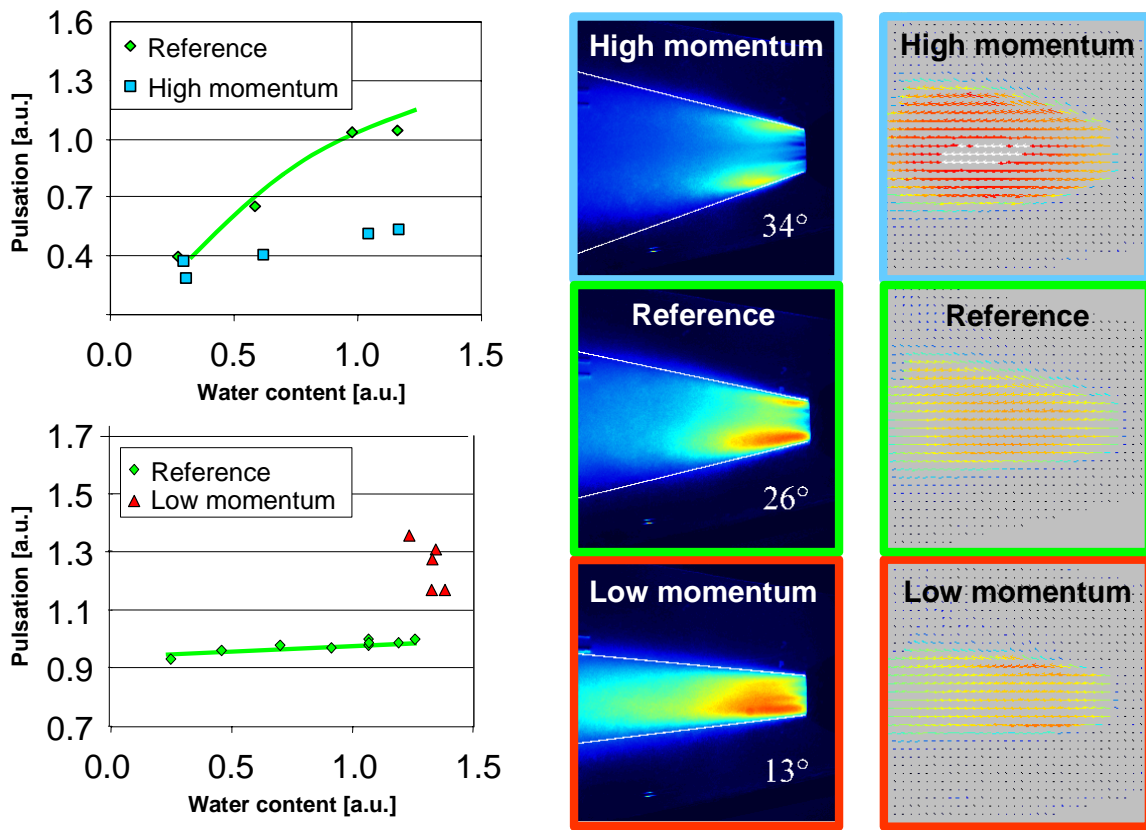 1.6
1.3
1.0
0.7
0.4
Pulsation [a.u.]
Reference
High momentum
0.0
0.5
1.0
1.5
Water content [a.u.]
1.7
1.5
1.3
1.1
0.9
0.7
Pulsation [a.u.]
Reference
Low momentum
0.0
0.5
1.0
1.5
Water content [a.u.]
High momentum
34°
High momentum
Reference
26°
Reference
Low momentum
13°
Low momentum